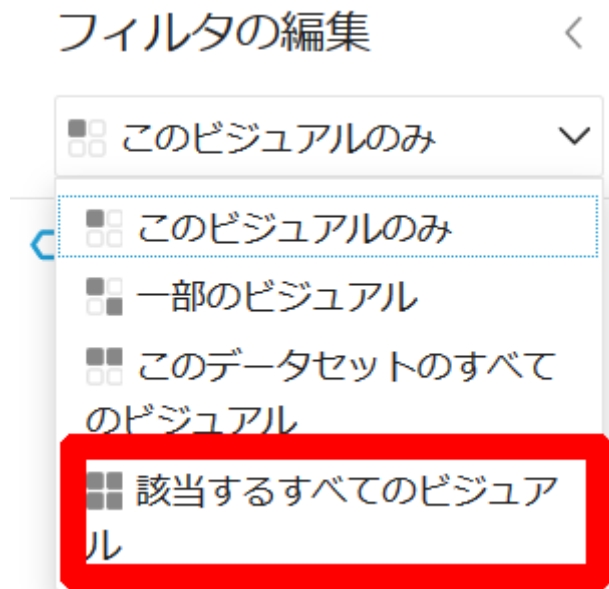 フィルタの編集
このビジュアルのみ
このビジュアルのみ
一部のビジュアル
このデータセットのすべて
のビジュアル
該当するすべてのビジュア
ル